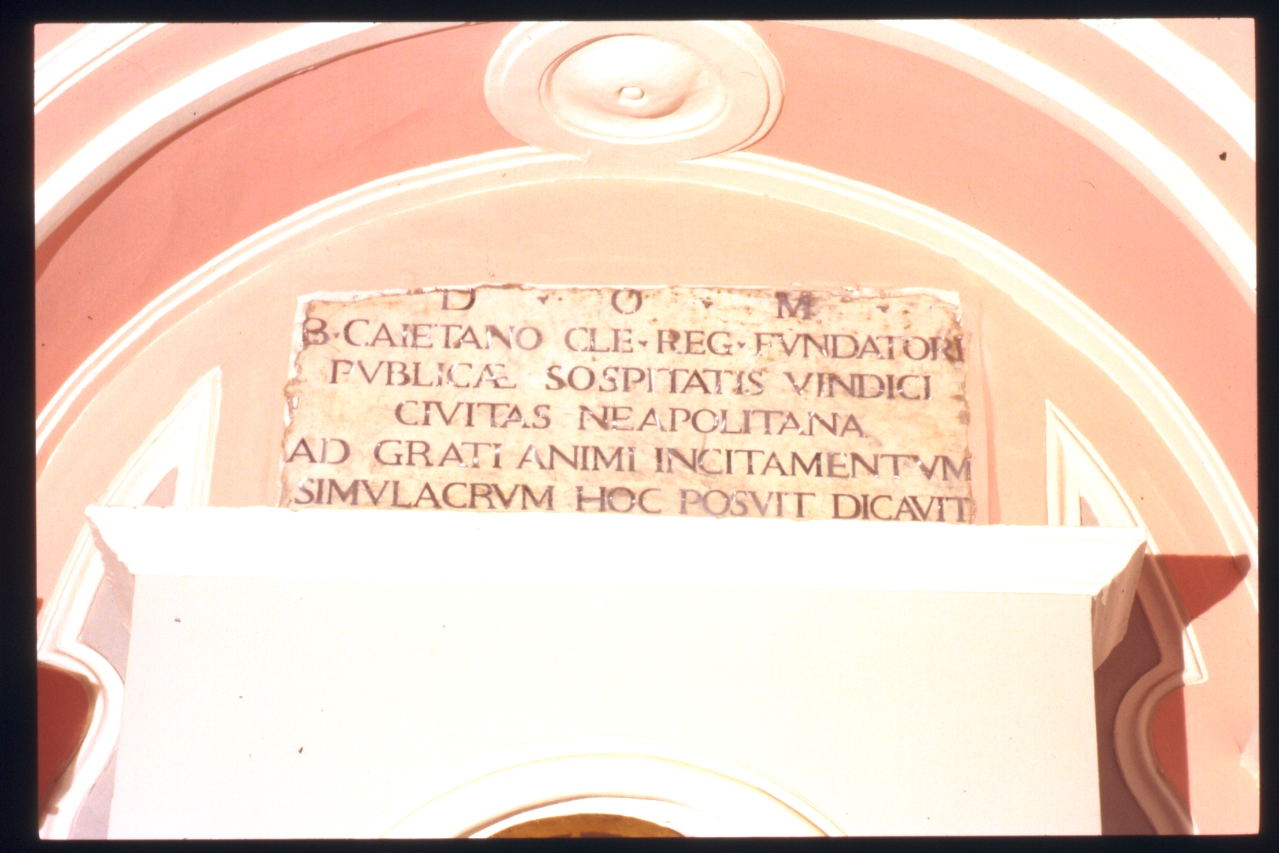 D · O · M ·
B · CAIETANO CLE · REG · FVNDATORI
PVBLICÆ SOSPITATIS VINDICI
CIVITAS NEAPOLITANA
AD GRATI ANIMI INCITAMENTVM
SIMVLACRVM HOC POSVIT DICAVIT